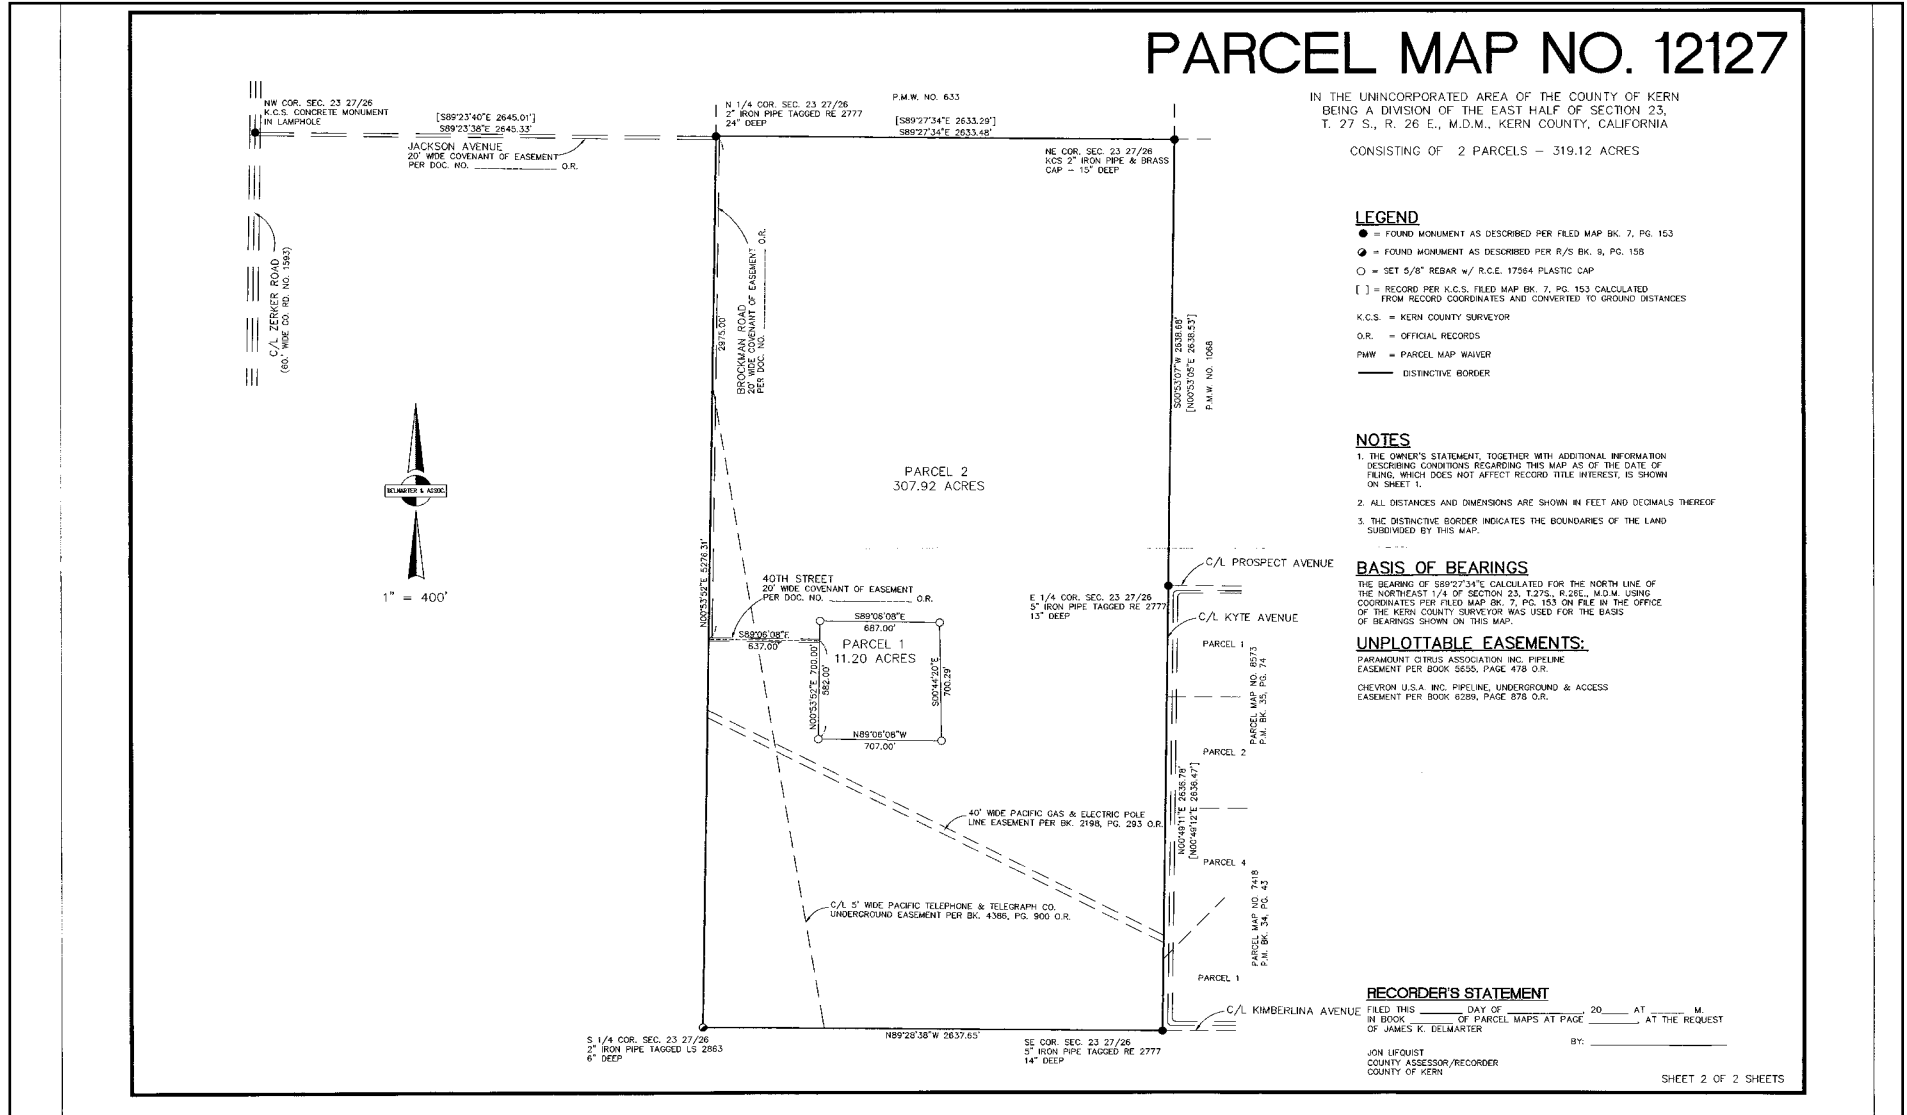 PARCEL MAP NO. 12127
IN THE UNINCORPORATED AREA OF THE COUNTY OF KERN
BEING A DIVISION OF THE EAST HALF OF SECTION 23,
T. 27 S., R. 26 E., M.D.M., KERN COUNTY, CALIFORNIA
CONSISTING OF 2 PARCELS – 319.12 ACRES
NW COR. SEC. 23 27/26
K.C.S. CONCRETE MONUMENT
IN LAMPHOLE
[S89°23'40"E 2645.01']
S89°23'38"E 2645.33'
JACKSON AVENUE
20' WIDE COVENANT OF EASEMENT
PER DOC. NO. ____________ O.R.
N 1/4 COR. SEC. 23 27/26
2" IRON PIPE TAGGED RE 2777
24" DEEP
P.M.W. NO. 633
[S89°27'34"E 2633.29']
S89°27'34"E 2633.48'
NE COR. SEC. 23 27/26
KCS 2" IRON PIPE & BRASS
CAP – 15" DEEP
C/L ZERKER ROAD
(60.' WIDE CO. RD. NO. 1593)
2975.00'
BROCKMAN ROAD
20' WIDE COVENANT OF EASEMENT
PER DOC. NO. ____________ O.R.
S00°53'07"W 2638.68'
[N00°53'05"E 2638.53']
P.M.W. NO. 1068
LEGEND
= FOUND MONUMENT AS DESCRIBED PER FILED MAP BK. 7, PG. 153
= FOUND MONUMENT AS DESCRIBED PER R/S BK. 9, PG. 158
= SET 5/8" REBAR w/ R.C.E. 17564 PLASTIC CAP
[ ] = RECORD PER K.C.S. FILED MAP BK. 7, PG. 153 CALCULATED
FROM RECORD COORDINATES AND CONVERTED TO GROUND DISTANCES
K.C.S. = KERN COUNTY SURVEYOR
O.R. = OFFICIAL RECORDS
PMW = PARCEL MAP WAIVER
DISTINCTIVE BORDER
NOTES
1. THE OWNER'S STATEMENT, TOGETHER WITH ADDITIONAL INFORMATION
DESCRIBING CONDITIONS REGARDING THIS MAP AS OF THE DATE OF
FILING, WHICH DOES NOT AFFECT RECORD TITLE INTEREST, IS SHOWN
ON SHEET 1.
2. ALL DISTANCES AND DIMENSIONS ARE SHOWN IN FEET AND DECIMALS THEREOF
3. THE DISTINCTIVE BORDER INDICATES THE BOUNDARIES OF THE LAND
SUBDIVIDED BY THIS MAP.
DELMARTER & ASSOC.
1" = 400'
PARCEL 2
307.92 ACRES
N00°53'52"E 5276.31'
40TH STREET
20' WIDE COVENANT OF EASEMENT
PER DOC. NO. ____________ O.R.
S89°06'08"E
637.00'
S89°06'08"E
687.00'
PARCEL 1
11.20 ACRES
N00°53'52"E 700.00'
582.00'
S00°44'20"E
700.29'
N89°06'08"W
707.00'
E 1/4 COR. SEC. 23 27/26
5" IRON PIPE TAGGED RE 2777
13" DEEP
C/L PROSPECT AVENUE
C/L KYTE AVENUE
PARCEL 1
PARCEL MAP NO. 8573
P.M. BK. 35, PG. 74
PARCEL 2
N00°49'11"E 2636.78'
[N00°49'12"E 2636.47']
PARCEL 4
PARCEL MAP NO. 7418
P.M. BK. 34, PG. 43
PARCEL 1
BASIS OF BEARINGS
THE BEARING OF S89°27'34"E CALCULATED FOR THE NORTH LINE OF
THE NORTHEAST 1/4 OF SECTION 23, T.27S., R.26E., M.D.M. USING
COORDINATES PER FILED MAP BK. 7, PG. 153 ON FILE IN THE OFFICE
OF THE KERN COUNTY SURVEYOR WAS USED FOR THE BASIS
OF BEARINGS SHOWN ON THIS MAP.
UNPLOTTABLE EASEMENTS:
PARAMOUNT CITRUS ASSOCIATION INC. PIPELINE
EASEMENT PER BOOK 5655, PAGE 478 O.R.
CHEVRON U.S.A. INC. PIPELINE, UNDERGROUND & ACCESS
EASEMENT PER BOOK 6289, PAGE 878 O.R.
40' WIDE PACIFIC GAS & ELECTRIC POLE
LINE EASEMENT PER BK. 2198, PG. 293 O.R.
C/L 5' WIDE PACIFIC TELEPHONE & TELEGRAPH CO.
UNDERGROUND EASEMENT PER BK. 4386, PG. 900 O.R.
C/L KIMBERLINA AVENUE
S 1/4 COR. SEC. 23 27/26
2" IRON PIPE TAGGED LS 2863
6" DEEP
N89°28'38"W 2637.65'
SE COR. SEC. 23 27/26
5" IRON PIPE TAGGED RE 2777
14" DEEP
RECORDER'S STATEMENT
FILED THIS ______ DAY OF ____________, 20____ AT _____ M.
IN BOOK ______ OF PARCEL MAPS AT PAGE _______, AT THE REQUEST
OF JAMES K. DELMARTER
BY: ____________________
JON LIFQUIST
COUNTY ASSESSOR/RECORDER
COUNTY OF KERN
SHEET 2 OF 2 SHEETS